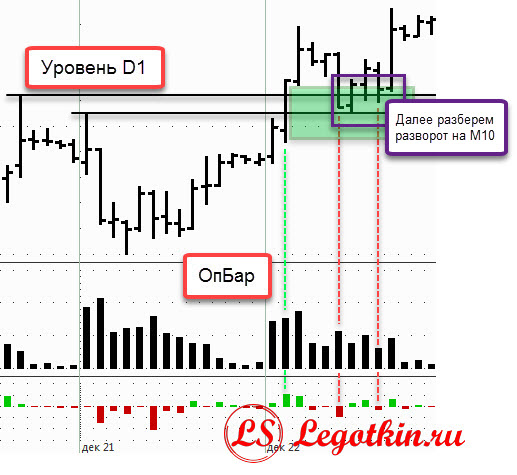 Уровень D1
Далее разберем
разворот на M10
ОпБар
дек 21
дек 22
LS Legotkin.ru